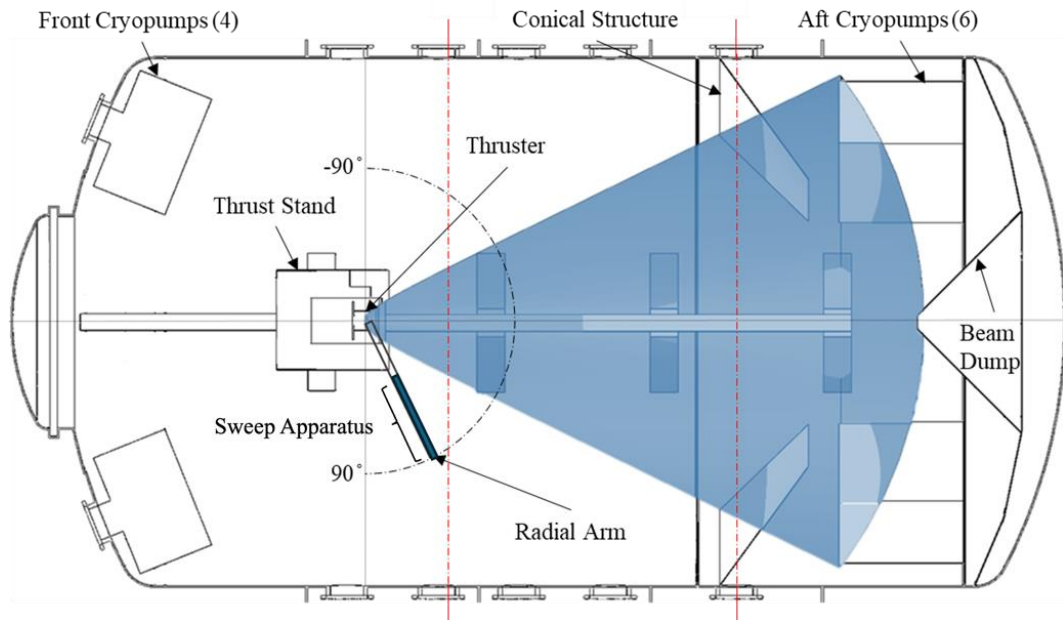 Front Cryopumps (4)
Conical Structure
Aft Cryopumps (6)
Thruster
-90°
Thrust Stand
Beam
Dump
Sweep Apparatus
90°
Radial Arm